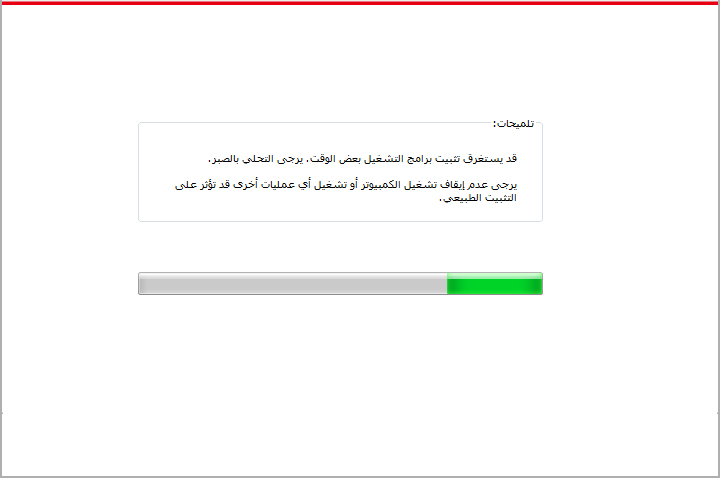 تلميحات:
قد يستغرق تثبيت برامج التشغيل بعض الوقت. يرجى التحلي بالصبر.
يرجى عدم إيقاف تشغيل الكمبيوتر أو تشغيل أي عمليات أخرى قد تؤثر على
التثبيت الطبيعي.